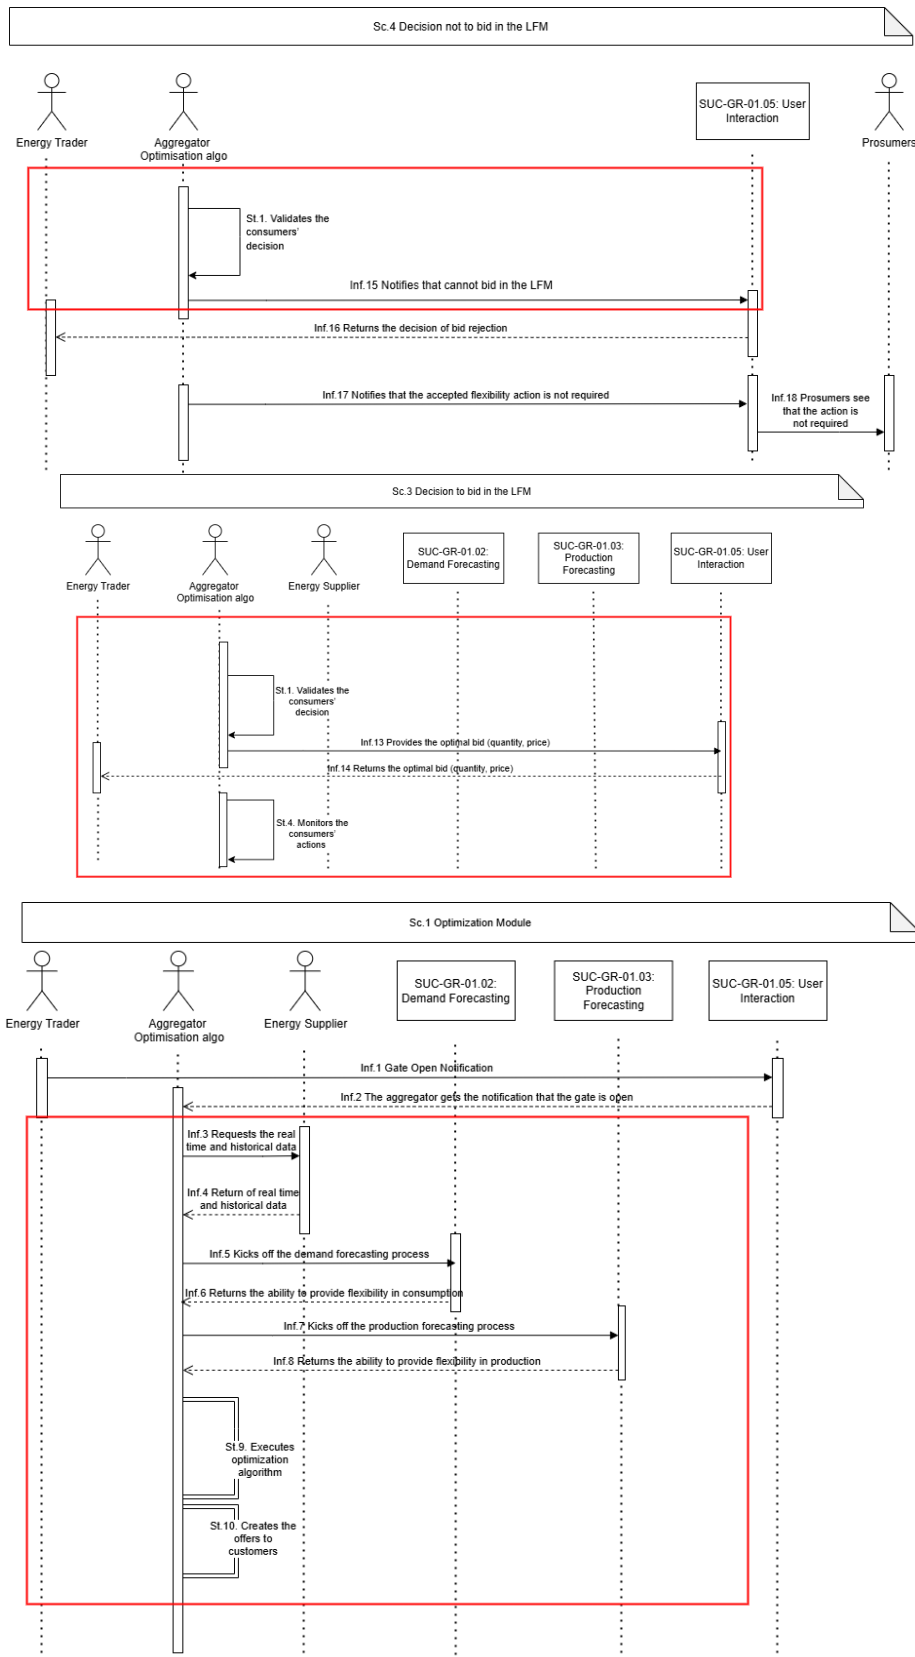 Sc.4 Decision not to bid in the LFM
SUC-GR-01.05: User
Interaction
Energy Trader
Aggregator
Optimisation algo
Prosumers
St.1. Validates the
consumers'
decision
Inf.15 Notifies that cannot bid in the LFM
Inf.16 Returns the decision of bid rejection
Inf.17 Notifies that the accepted flexibility action is not required
Inf.18 Prosumers see
that the action is
not required
Sc.3 Decision to bid in the LFM
SUC-GR-01.02:
Demand Forecasting
SUC-GR-01.03:
Production
Forecasting
SUC-GR-01.05: User
Interaction
Energy Trader
Aggregator
Optimisation algo
Energy Supplier
St.1. Validates the
consumers'
decision
Inf.13 Provides the optimal bid (quantity, price)
Inf.14 Returns the optimal bid (quantity, price)
St.4. Monitors the
consumers'
actions
Sc.1 Optimization Module
SUC-GR-01.02:
Demand Forecasting
SUC-GR-01.03:
Production
Forecasting
SUC-GR-01.05: User
Interaction
Energy Trader
Aggregator
Optimisation algo
Energy Supplier
Inf.1 Gate Open Notification
Inf.2 The aggregator gets the notification that the gate is open
Inf.3 Requests the real
time and historical data
Inf.4 Return of real time
and historical data
Inf.5 Kicks off the demand forecasting process
Inf.6 Returns the ability to provide flexibility in consumption
Inf.7 Kicks off the production forecasting process
Inf.8 Returns the ability to provide flexibility in production
St.9. Executes
optimization
algorithm
St.10. Creates the
offers to
customers